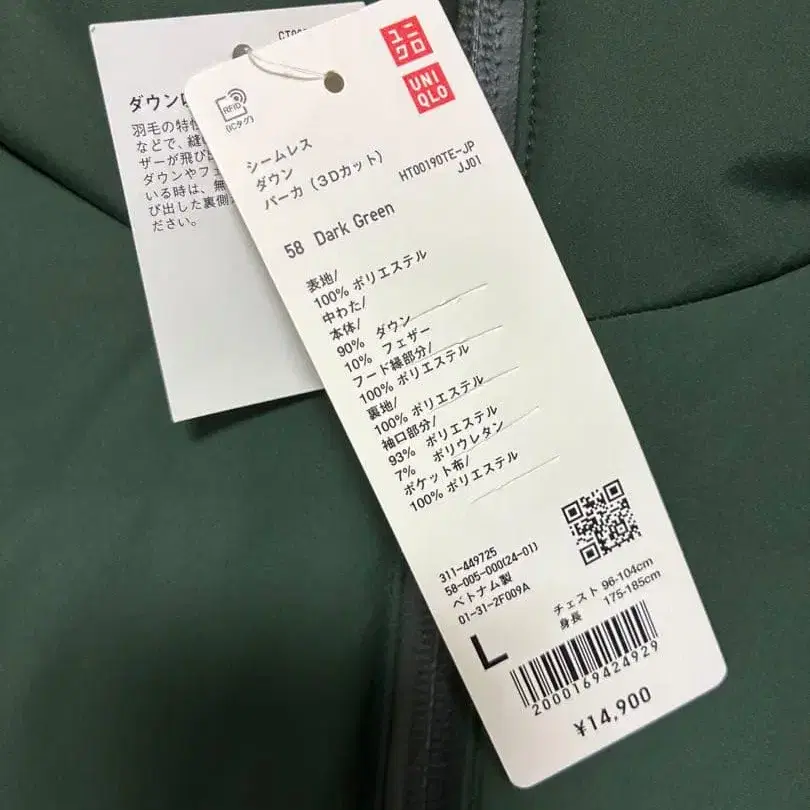 ダウン
羽毛の特性
などで、縫
ザーが飛び出
ダウンやフェ
いる時は、無
び出した裏側
ださい。
ユニクロ
UNIQLO
RFID
(ICタグ)
シームレス
ダウン
パーカ（3Dカット）
HT00190TE-JP
JJ01
58 Dark Green
表地/
100% ポリエステル
中わた/
本体/
90% ダウン
10% フェザー
フード縁部分/
100% ポリエステル
裏地/
100% ポリエステル
袖口部分/
93% ポリエステル
7% ポリウレタン
ポケット布/
100% ポリエステル
311-449725
58-005-000(24-01)
ベトナム製
01-31-2F009A
L
チェスト 96-104cm
身長 175-185cm
2000169424929
¥14,900